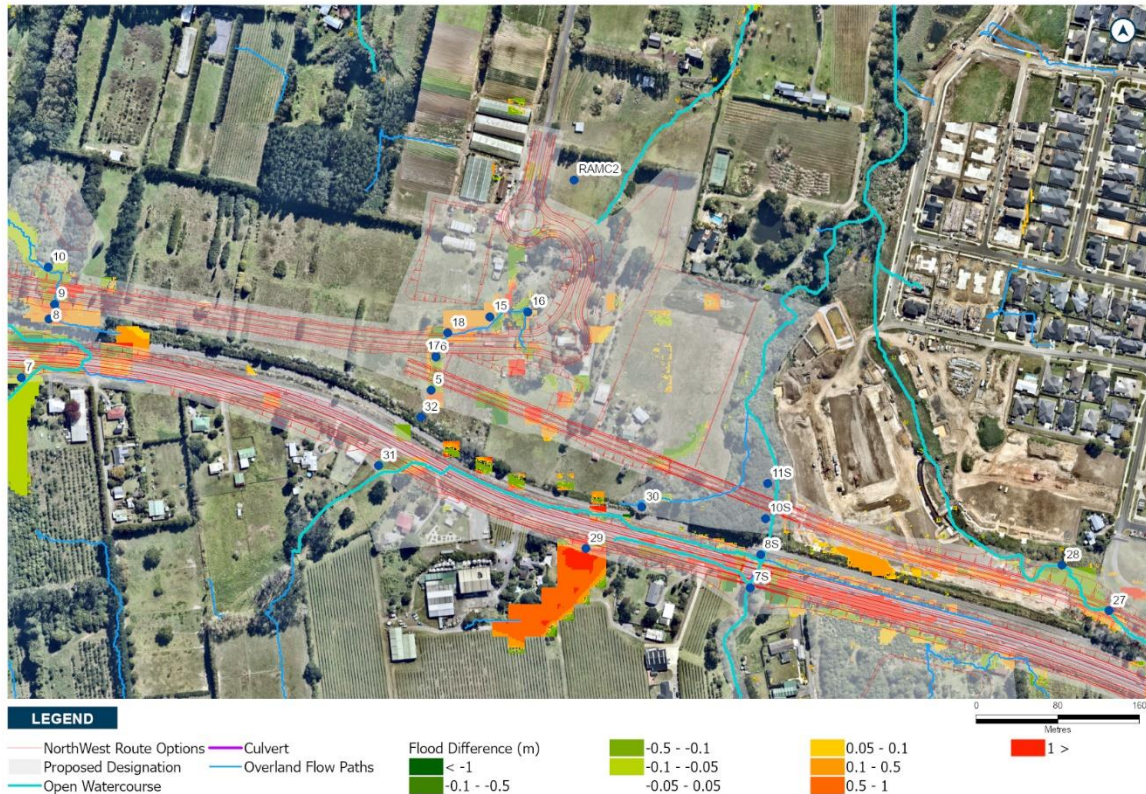 RAMC2
10
9
8
7
15
16
18
176
5
32
31
30
29
11S
10S
8S
7S
28
27
LEGEND
0 80 160
Metres
NorthWest Route Options
Proposed Designation
Open Watercourse
Culvert
Overland Flow Paths
Flood Difference (m)
< -1
-0.1 - -0.5
-0.5 - -0.1
-0.1 - -0.05
-0.05 - 0.05
0.05 - 0.1
0.1 - 0.5
0.5 - 1
1 >